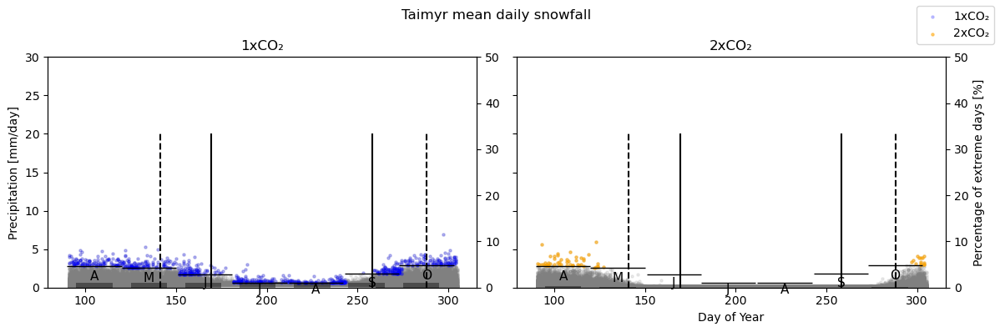 Taimyr mean daily snowfall
1xCO₂
2xCO₂
1xCO₂
2xCO₂
Precipitation [mm/day]
30
25
20
15
10
5
0
50
40
30
20
10
0
A
M
J
J
A
S
O
100
150
200
250
300
A
M
J
J
A
S
O
50
40
30
20
10
0
Percentage of extreme days [%]
100
150
200
250
300
Day of Year